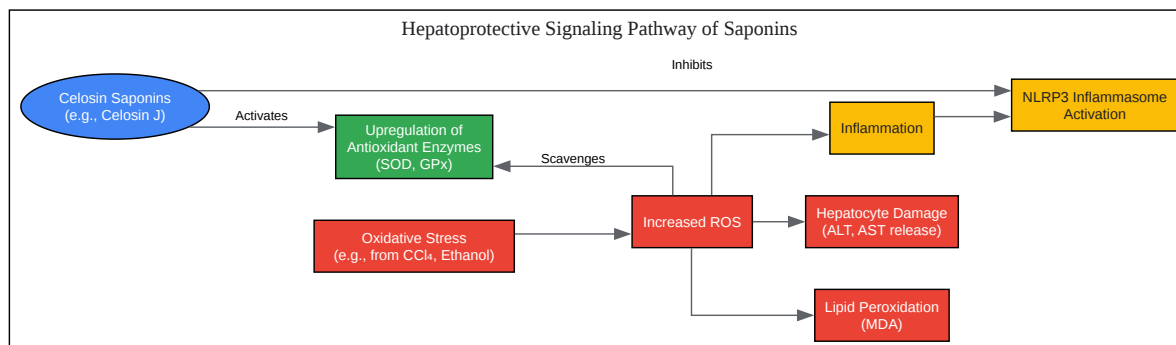 Hepatoprotective Signaling Pathway of Saponins
Inhibits
Celosin Saponins
(e.g., Celosin J)
NLRP3 Inflammasome
Activation
Activates
Upregulation of
Antioxidant Enzymes
(SOD, GPx)
Inflammation
Scavenges
Increased ROS
Hepatocyte Damage
(ALT, AST release)
Oxidative Stress
(e.g., from CCl₄, Ethanol)
Lipid Peroxidation
(MDA)